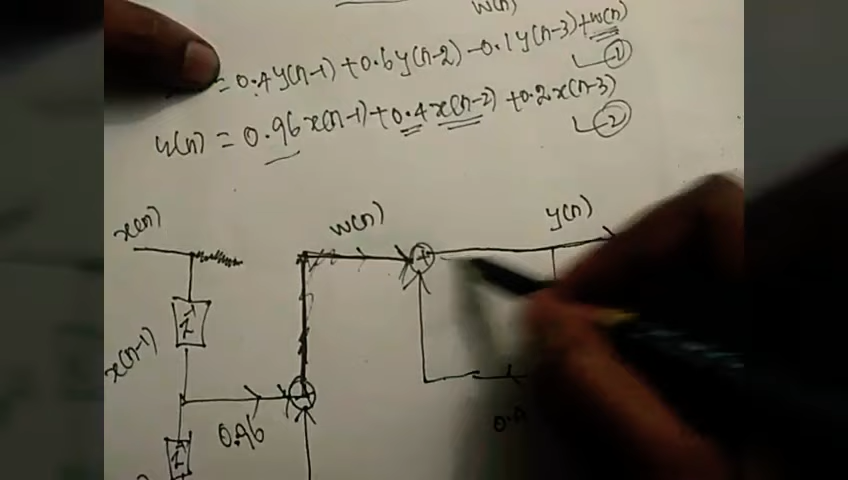 w(n)
= 0.4y(n-1) + 0.6y(n-2) - 0.1y(n-3) + w(n)
1
(n) = 0.96x(n-1) + 0.4x(n-2) + 0.2x(n-3)
2
x(n)
w(n)
y(n)
+
z⁻¹
x(n-1)
+
0.96
0.
z⁻¹